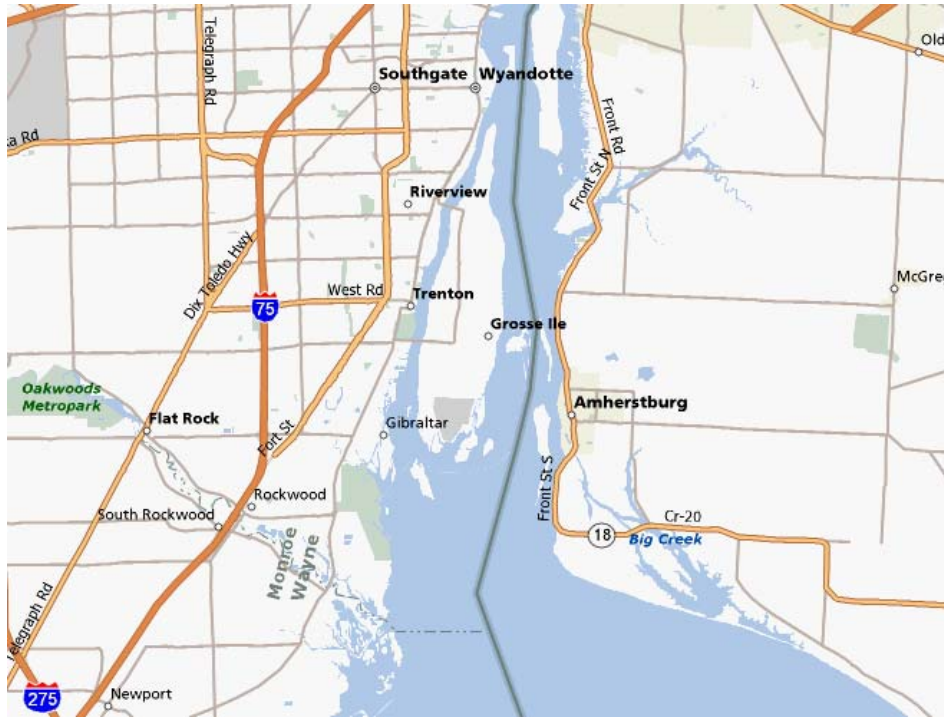 Telegraph Rd
Old
Southgate
Wyandotte
Front Rd
ta Rd
Front St N
Riverview
Dix Toledo Hwy
McGrea
West Rd
Trenton
75
Grosse Ile
Oakwoods
Metropark
Flat Rock
Amherstburg
Gibraltar
Fort St
Front St S
Rockwood
South Rockwood
Cr-20
18
Big Creek
Monroe
Wayne
Telegraph Rd
275
Newport